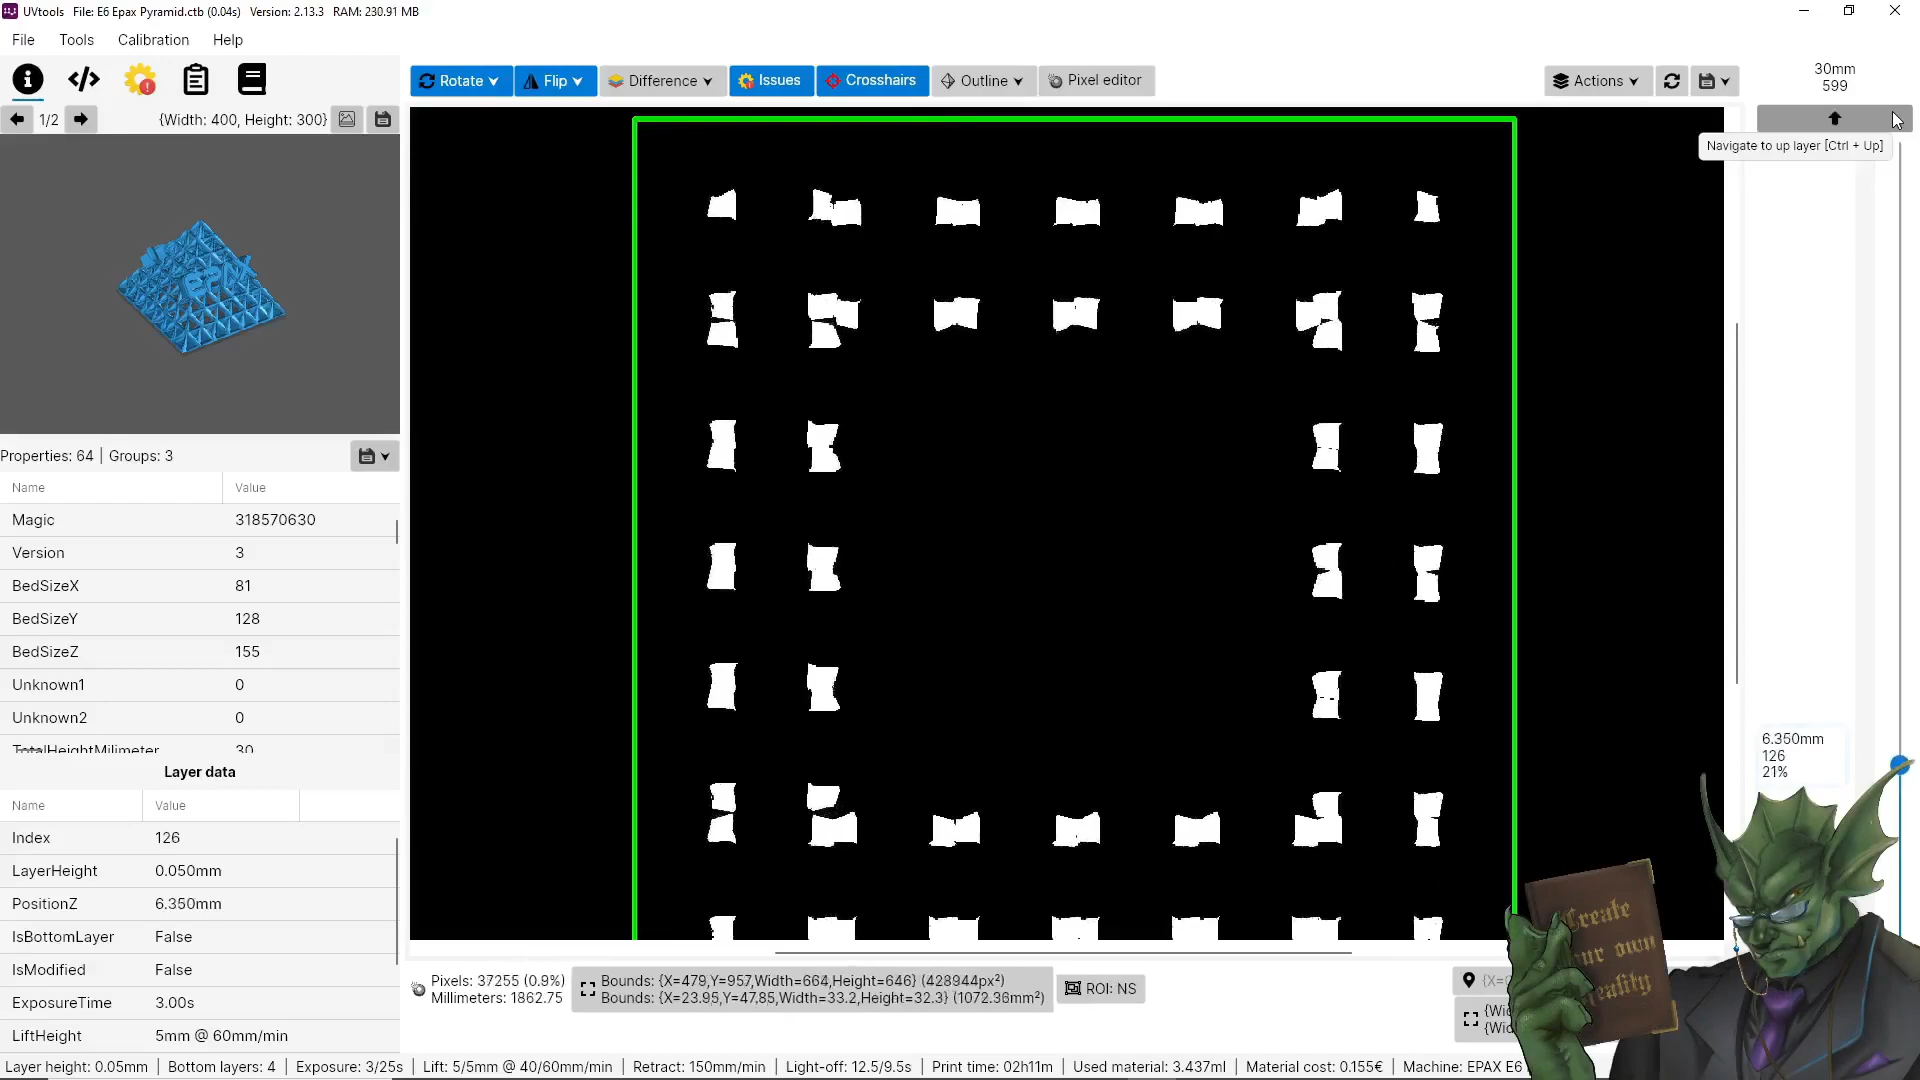 UVtools   File: E6 Epax Pyramid.ctb (0.04s)   Version: 2.13.3   RAM: 230.91 MB
File   Tools   Calibration   Help
Rotate   Flip   Difference   Issues   Crosshairs   Outline   Pixel editor   Actions
30mm
599
1/2   {Width: 400, Height: 300}
Navigate to up layer [Ctrl + Up]
EPAX
Properties: 64 | Groups: 3
Name   Value
Magic   318570630
Version   3
BedSizeX   81
BedSizeY   128
BedSizeZ   155
Unknown1   0
Unknown2   0
TotalHeightMilimeter   30
6.350mm
126
21%
Layer data
Name   Value
Index   126
LayerHeight   0.050mm
PositionZ   6.350mm
IsBottomLayer   False
IsModified   False
ExposureTime   3.00s
LiftHeight   5mm @ 60mm/min
Create
our own
eality
Pixels: 37255 (0.9%)
Millimeters: 1862.75
Bounds: {X=479,Y=957,Width=664,Height=646} (428944px²)
Bounds: {X=23.95,Y=47.85,Width=33.2,Height=32.3} (1072.36mm²)
ROI: NS
{X=
{Wid
{Wid
Layer height: 0.05mm | Bottom layers: 4 | Exposure: 3/25s | Lift: 5/5mm @ 40/60mm/min | Retract: 150mm/min | Light-off: 12.5/9.5s | Print time: 02h11m | Used material: 3.437ml | Material cost: 0.155€ | Machine: EPAX E6